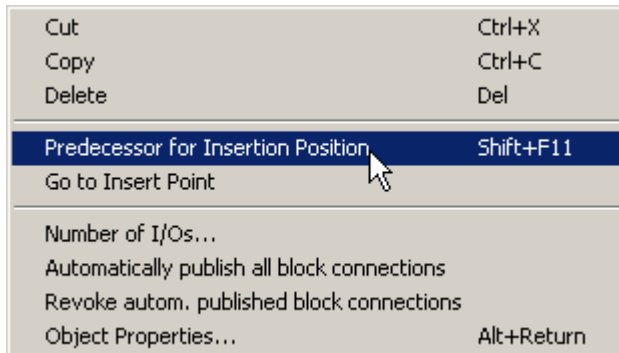 Cut Ctrl+X
Copy Ctrl+C
Delete Del
Predecessor for Insertion Position Shift+F11
Go to Insert Point
Number of I/Os...
Automatically publish all block connections
Revoke autom. published block connections
Object Properties... Alt+Return